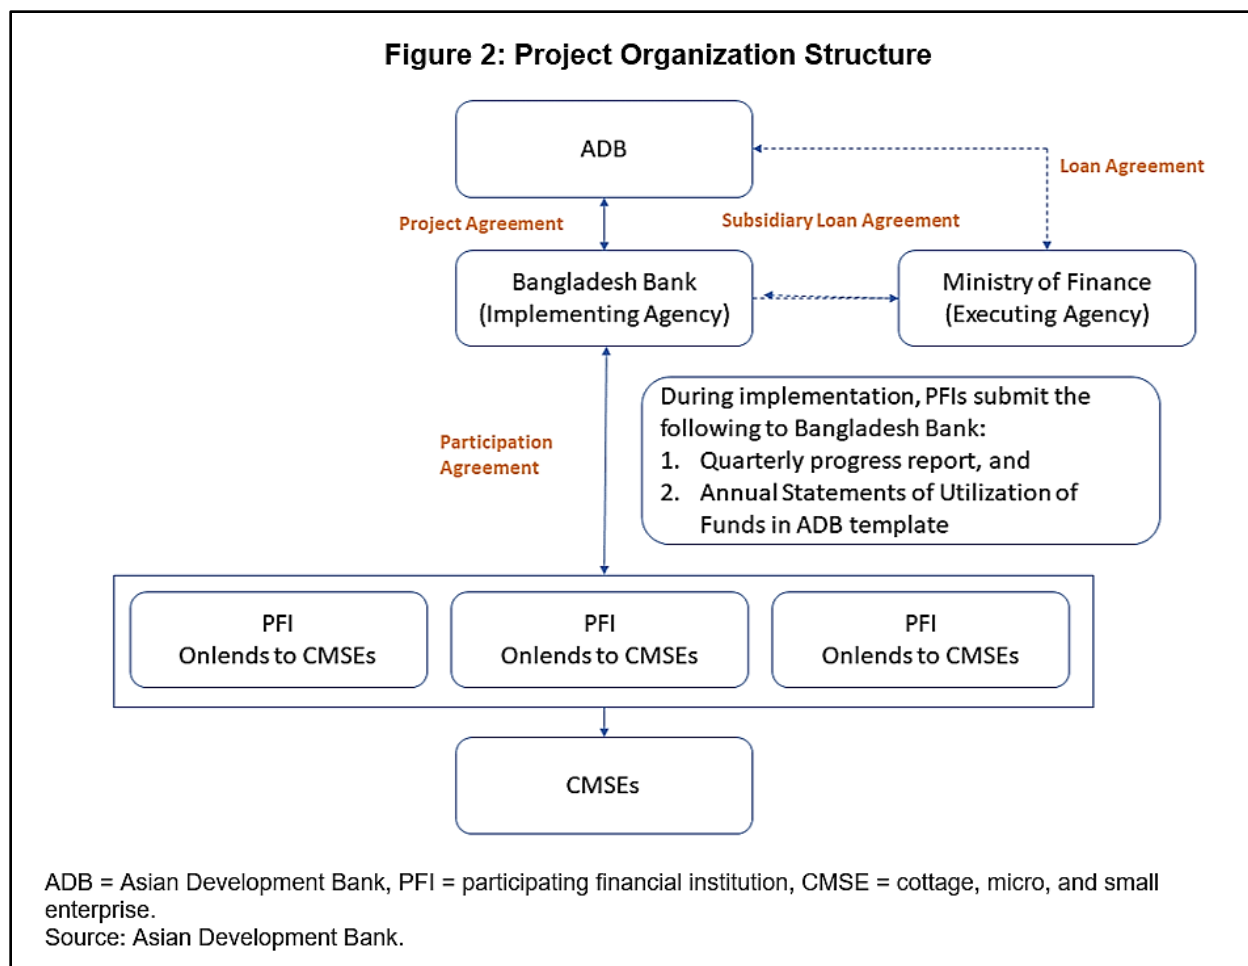 Figure 2: Project Organization Structure
ADB
Loan Agreement
Project Agreement
Subsidiary Loan Agreement
Bangladesh Bank
(Implementing Agency)
Ministry of Finance
(Executing Agency)
During implementation, PFIs submit the
following to Bangladesh Bank:
1. Quarterly progress report, and
2. Annual Statements of Utilization of
Funds in ADB template
Participation
Agreement
PFI
Onlends to CMSEs
PFI
Onlends to CMSEs
PFI
Onlends to CMSEs
CMSEs
ADB = Asian Development Bank, PFI = participating financial institution, CMSE = cottage, micro, and small
enterprise.
Source: Asian Development Bank.